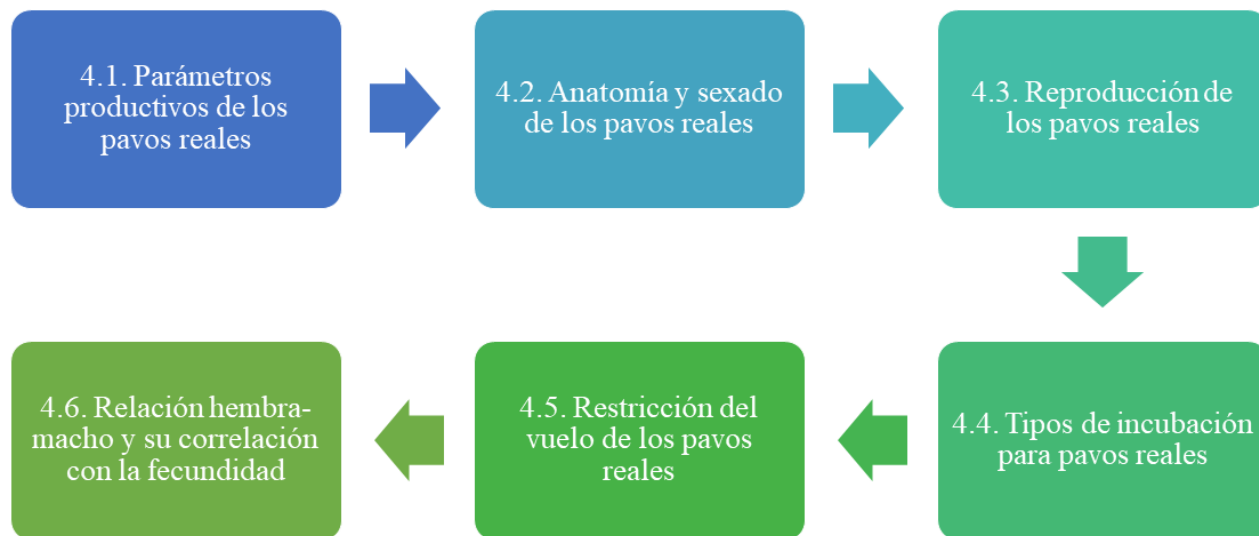 4.1. Parámetros
productivos de los
pavos reales
4.2. Anatomía y sexado
de los pavos reales
4.3. Reproducción de
los pavos reales
4.4. Tipos de incubación
para pavos reales
4.5. Restricción del
vuelo de los pavos
reales
4.6. Relación hembra-
macho y su correlación
con la fecundidad